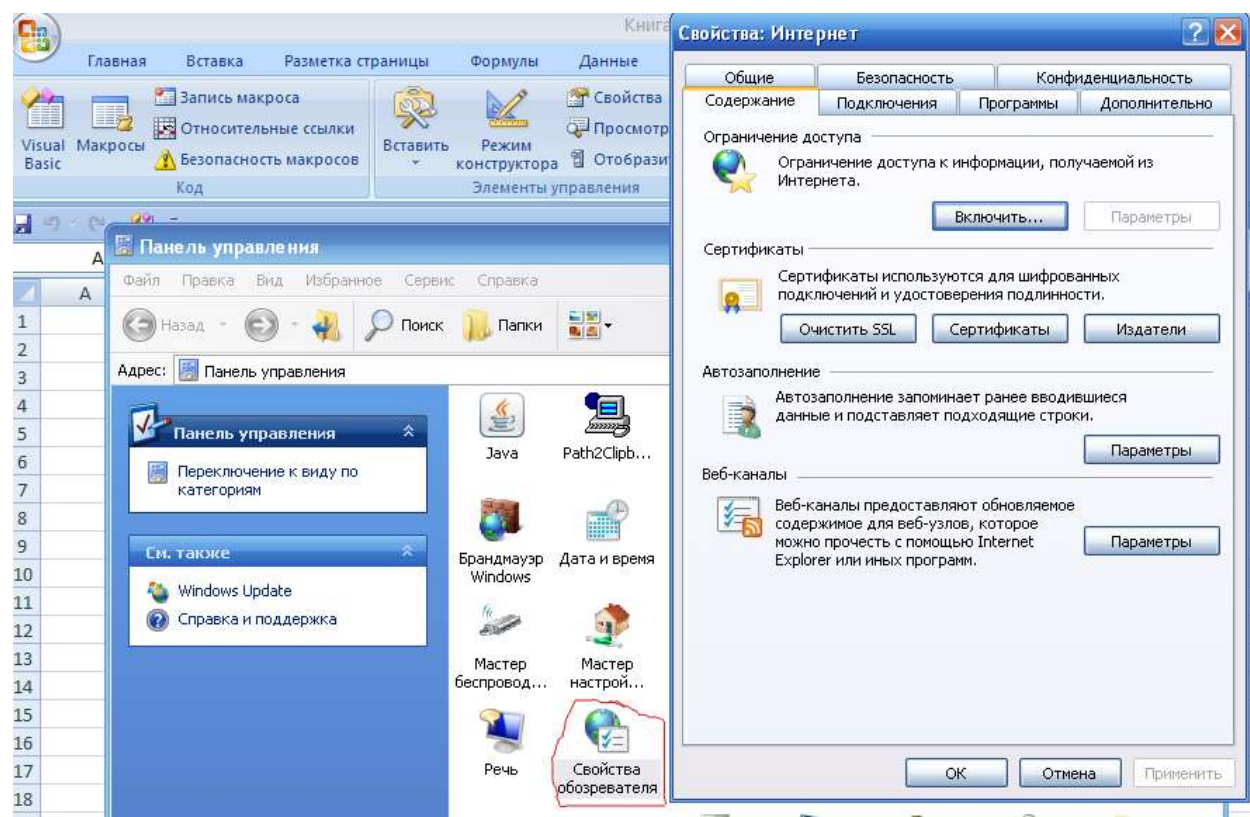 Книга
Главная Вставка Разметка страницы Формулы Данные
Visual Basic
Макросы
Запись макроса
Относительные ссылки
Безопасность макросов
Код
Вставить
Режим конструктора
Свойства
Просмотр
Элементы управления
A
A
1
2
3
4
5
6
7
8
9
10
11
12
13
14
15
16
17
18
Панель управления
Файл Правка Вид Избранное Сервис Справка
Назад Поиск Папки
Адрес: Панель управления
Панель управления
Переключение к виду по
категориям
См. также
Windows Update
Справка и поддержка
Java
Path2Clipb...
Брандмауэр
Windows
Дата и время
Мастер
беспровод...
Мастер
настрой...
Речь
Свойства
обозревателя
Свойства: Интернет
Общие Безопасность Конфиденциальность
Содержание Подключения Программы Дополнительно
Ограничение доступа
Ограничение доступа к информации, получаемой из
Интернета.
Включить... Параметры
Сертификаты
Сертификаты используются для шифрованных
подключений и удостоверения подлинности.
Очистить SSL Сертификаты Издатели
Автозаполнение
Автозаполнение запоминает ранее вводившиеся
данные и подставляет подходящие строки.
Параметры
Веб-каналы
Веб-каналы предоставляют обновляемое
содержимое для веб-узлов, которое
можно прочесть с помощью Internet
Explorer или иных программ.
Параметры
ОК Отмена Применить